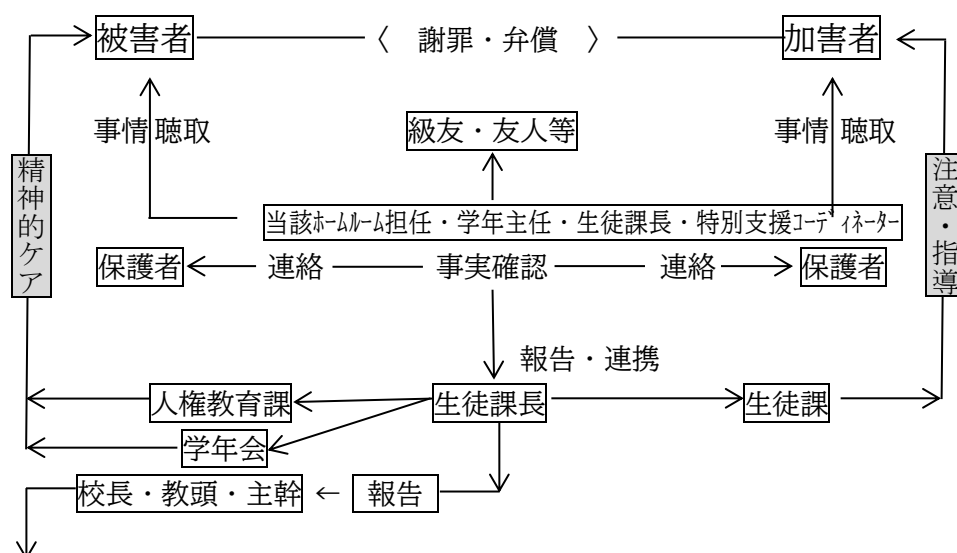 被害者 〈 謝罪・弁償 〉 加害者
事情聴取 級友・友人等 事情聴取
精神的ケア
注意・指導
当該ﾎｰﾑﾙｰﾑ担任・学年主任・生徒課長・特別支援ｺｰﾃﾞｨﾈｰﾀｰ
保護者 連絡 事実確認 連絡 保護者
報告・連携
人権教育課 生徒課長 生徒課
学年会
校長・教頭・主幹 ← 報告